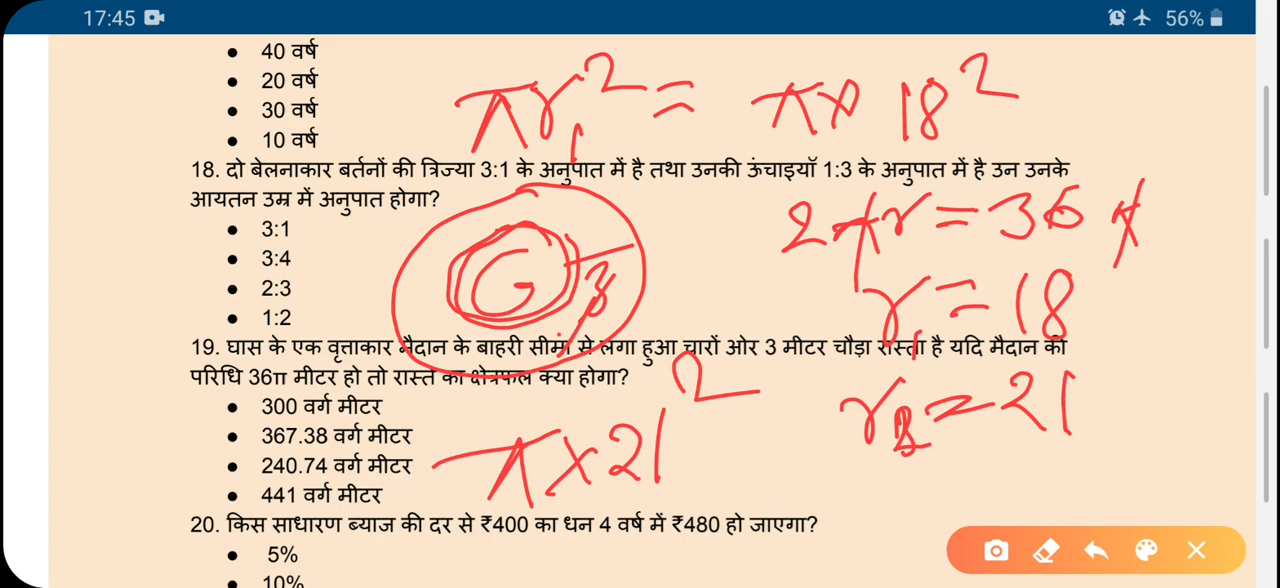 17:45
56%
40 वर्ष
20 वर्ष
30 वर्ष
10 वर्ष
πr₁² = π × 18²
18. दो बेलनाकार बर्तनों की त्रिज्या 3:1 के अनुपात में है तथा उनकी ऊंचाइयाॅ 1:3 के अनुपात में है उन उनके
आयतन उम्र में अनुपात होगा?
3:1
3:4
2:3
1:2
2πr = 36π
3
r₁ = 18
19. घास के एक वृत्ताकार मैदान के बाहरी सीमा से लगा हुआ चारों ओर 3 मीटर चौड़ा रास्ता है यदि मैदान की
परिधि 36π मीटर हो तो रास्ते का क्षेत्रफल क्या होगा?
300 वर्ग मीटर
367.38 वर्ग मीटर
240.74 वर्ग मीटर
441 वर्ग मीटर
r₂ = 21
π × 21²
20. किस साधारण ब्याज की दर से ₹400 का धन 4 वर्ष में ₹480 हो जाएगा?
5%
10%